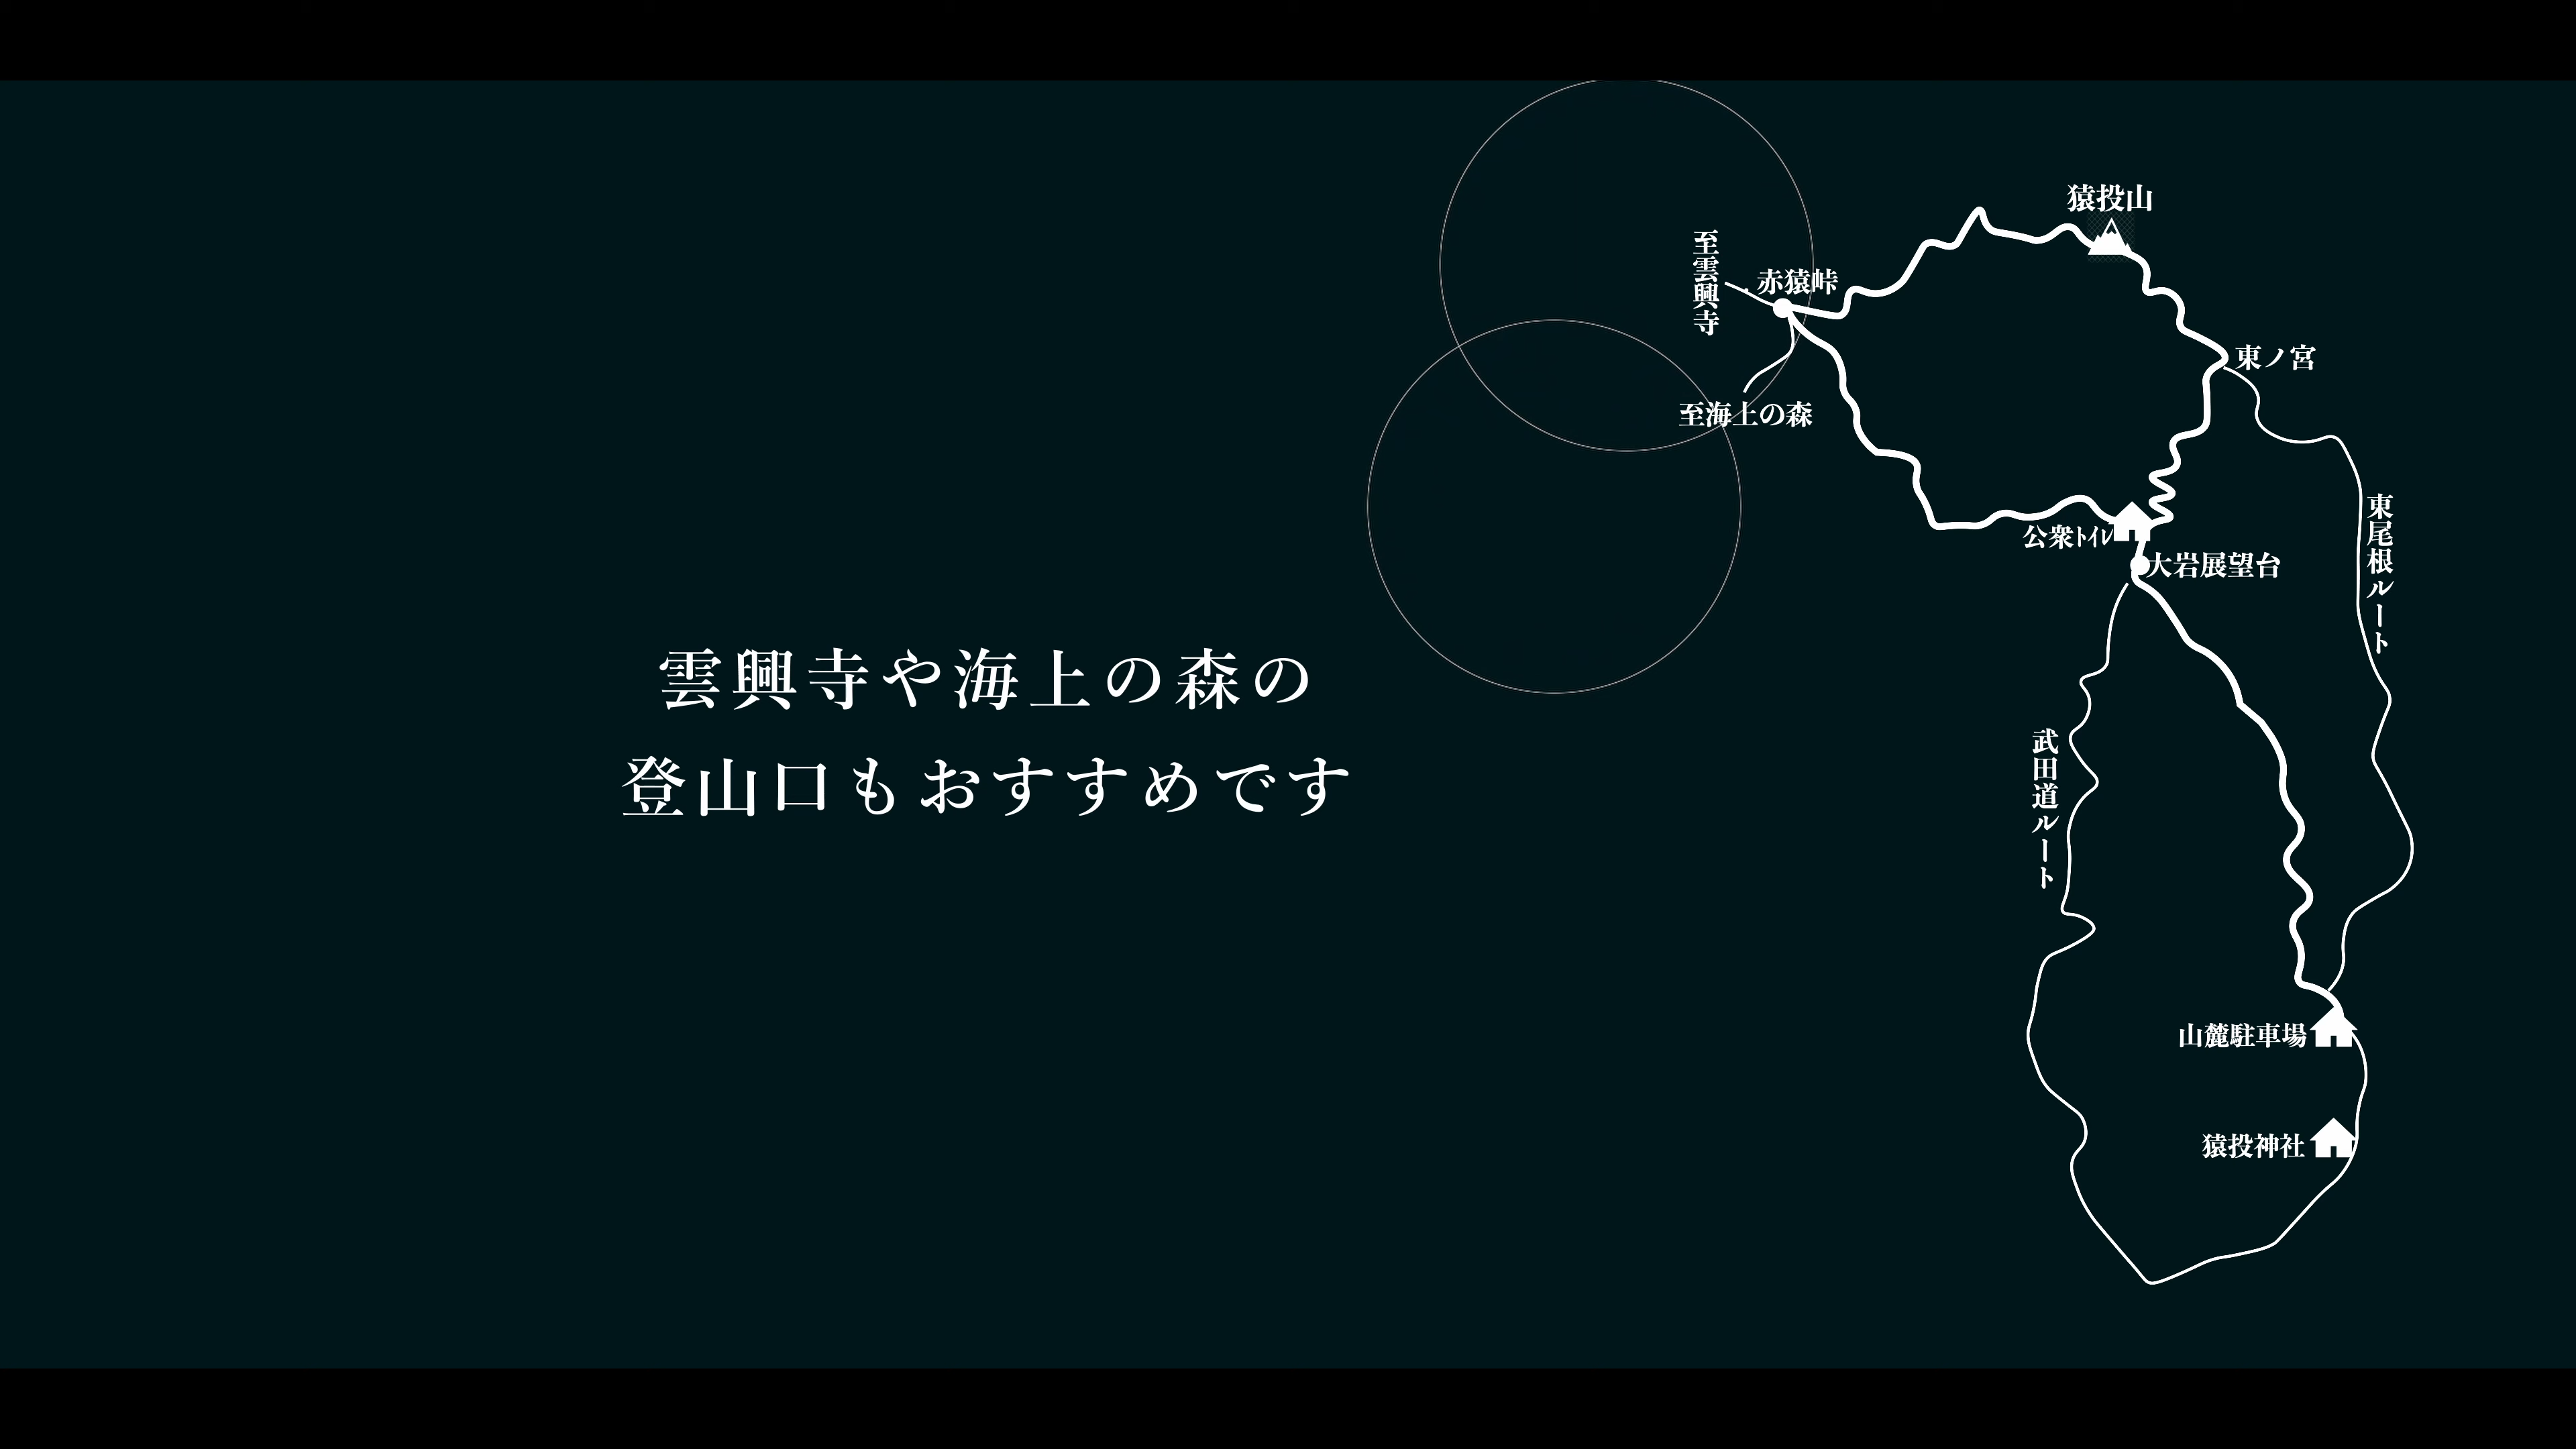 雲興寺や海上の森の
登山口もおすすめです
猿投山
至雲興寺
赤猿峠
東ノ宮
至海上の森
東尾根ルート
公衆トイレ
大岩展望台
武田道ルート
山麓駐車場
猿投神社